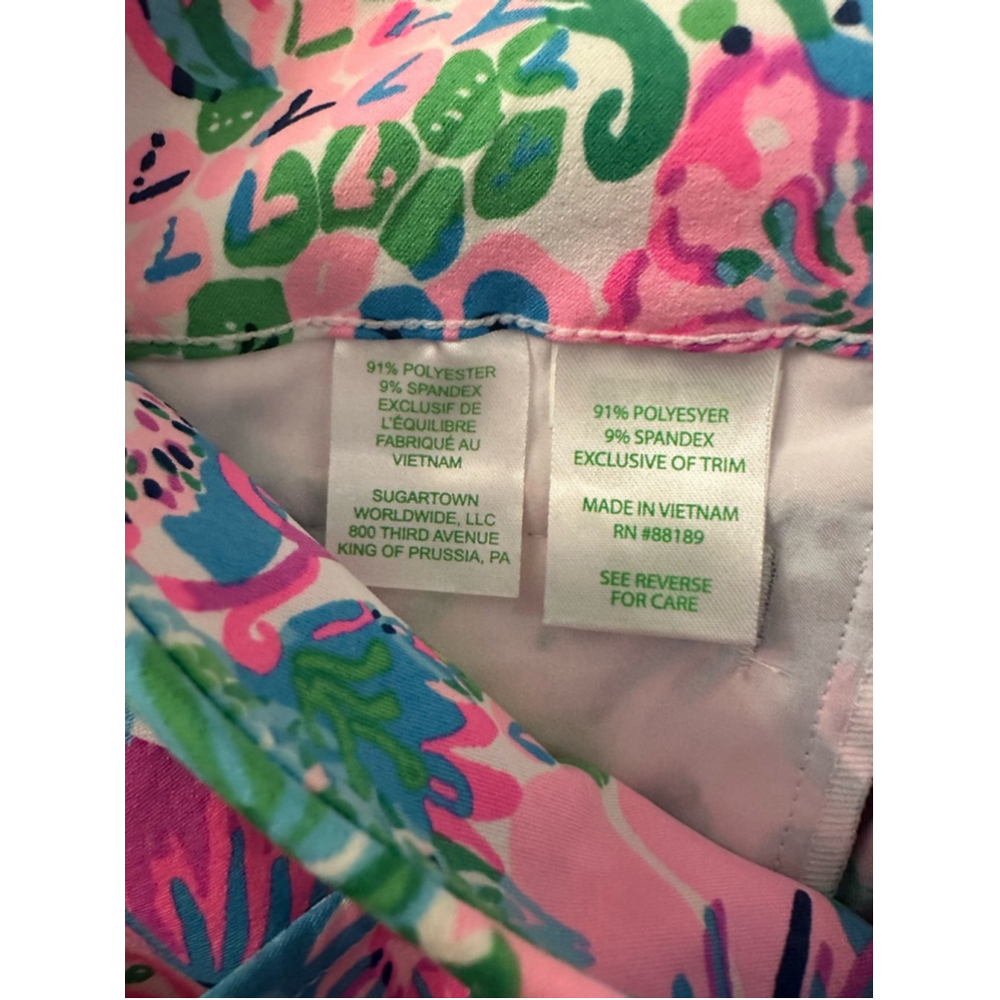 91% POLYESTER
9% SPANDEX
EXCLUSIF DE
L'ÉQUILIBRE
FABRIQUÉ AU
VIETNAM
SUGARTOWN
WORLDWIDE, LLC
800 THIRD AVENUE
KING OF PRUSSIA, PA
91% POLYESYER
9% SPANDEX
EXCLUSIVE OF TRIM
MADE IN VIETNAM
RN #88189
SEE REVERSE
FOR CARE